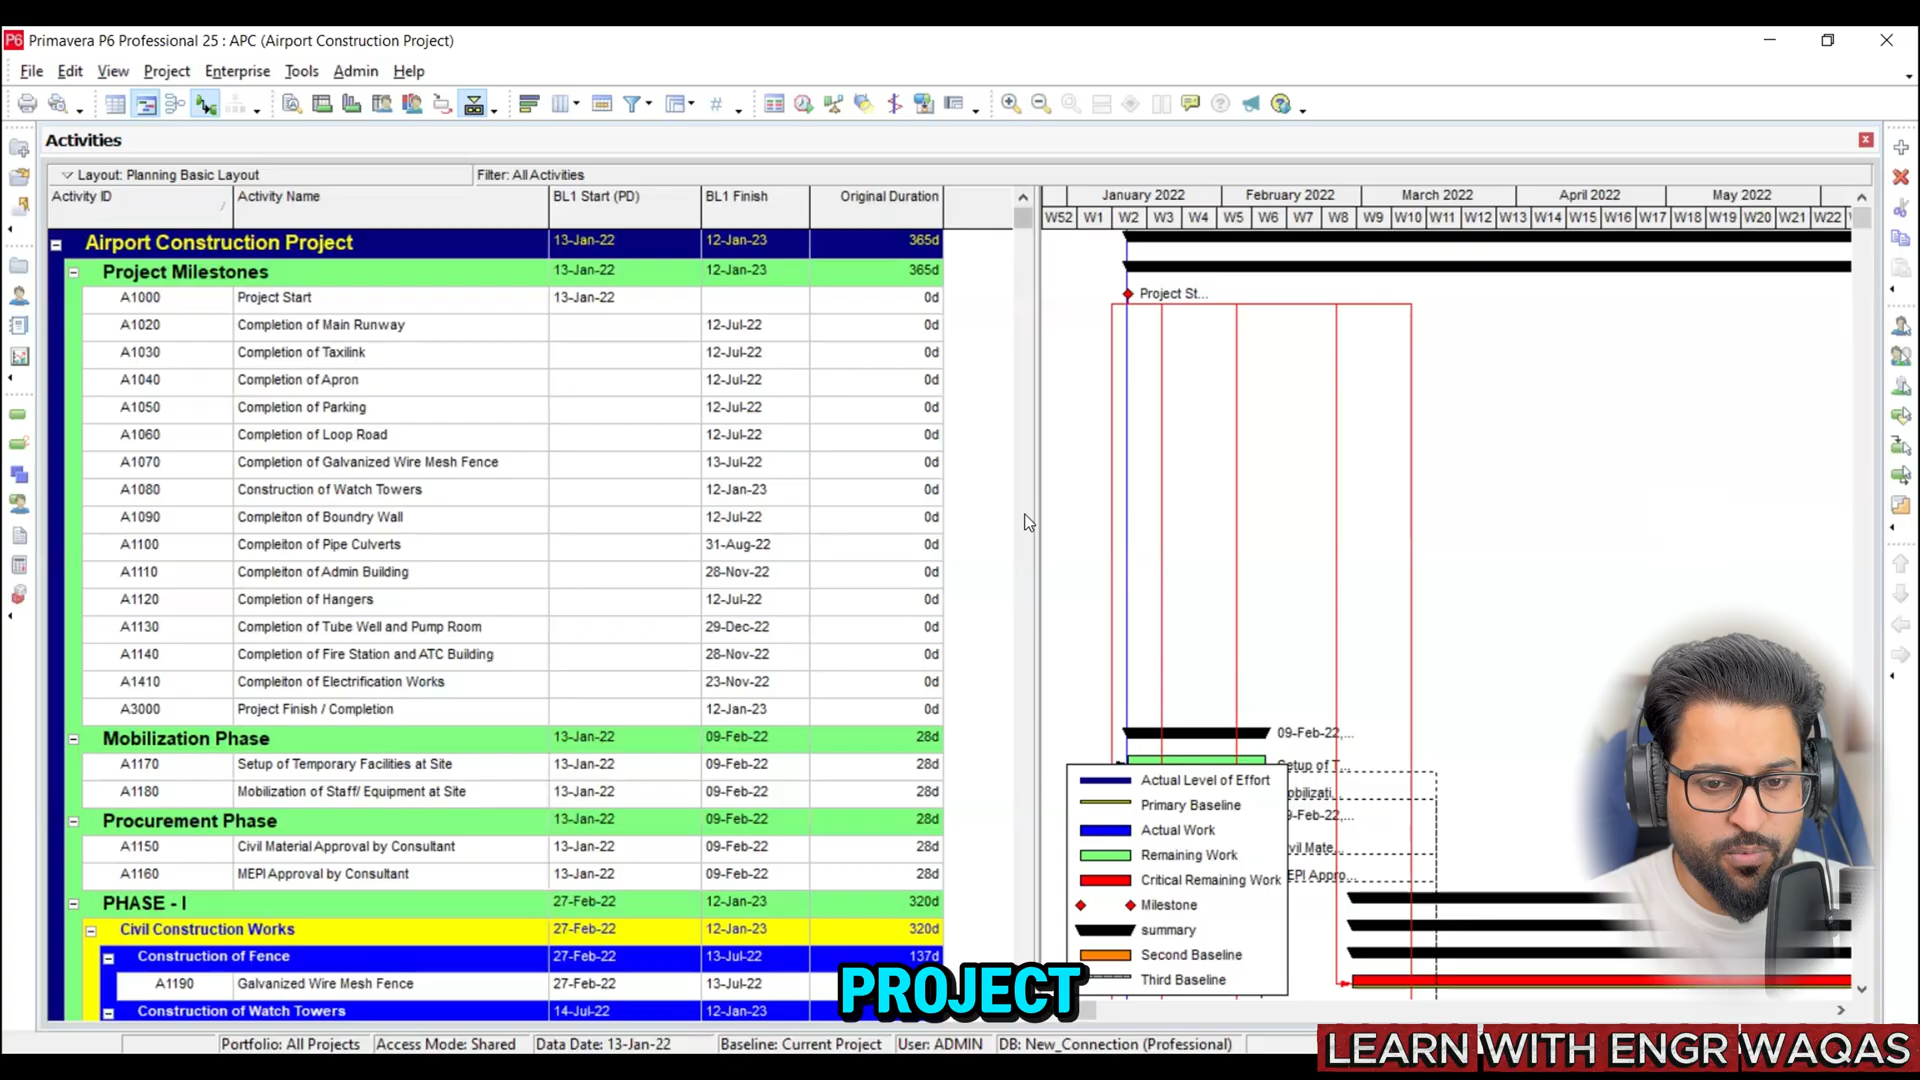 P6 Primavera P6 Professional 25 : APC (Airport Construction Project)
File Edit View Project Enterprise Tools Admin Help
Activities
Layout: Planning Basic Layout Filter: All Activities
Activity ID Activity Name BL1 Start (PD) BL1 Finish Original Duration
January 2022 February 2022 March 2022 April 2022 May 2022
W52 W1 W2 W3 W4 W5 W6 W7 W8 W9 W10 W11 W12 W13 W14 W15 W16 W17 W18 W19 W20 W21 W22
Airport Construction Project 13-Jan-22 12-Jan-23 365d
Project Milestones 13-Jan-22 12-Jan-23 365d
A1000 Project Start 13-Jan-22 0d Project St...
A1020 Completion of Main Runway 12-Jul-22 0d
A1030 Completion of Taxilink 12-Jul-22 0d
A1040 Completion of Apron 12-Jul-22 0d
A1050 Completion of Parking 12-Jul-22 0d
A1060 Completion of Loop Road 12-Jul-22 0d
A1070 Completion of Galvanized Wire Mesh Fence 13-Jul-22 0d
A1080 Construction of Watch Towers 12-Jan-23 0d
A1090 Compleiton of Boundry Wall 12-Jul-22 0d
A1100 Compleiton of Pipe Culverts 31-Aug-22 0d
A1110 Compleiton of Admin Building 28-Nov-22 0d
A1120 Completion of Hangers 12-Jul-22 0d
A1130 Completion of Tube Well and Pump Room 29-Dec-22 0d
A1140 Completion of Fire Station and ATC Building 28-Nov-22 0d
A1410 Compleiton of Electrification Works 23-Nov-22 0d
A3000 Project Finish / Completion 12-Jan-23 0d
Mobilization Phase 13-Jan-22 09-Feb-22 28d 09-Feb-22,...
A1170 Setup of Temporary Facilities at Site 13-Jan-22 09-Feb-22 28d Setup of T...
A1180 Mobilization of Staff/ Equipment at Site 13-Jan-22 09-Feb-22 28d obilizati...
Procurement Phase 13-Jan-22 09-Feb-22 28d 9-Feb-22,...
A1150 Civil Material Approval by Consultant 13-Jan-22 09-Feb-22 28d vil Mate...
A1160 MEPI Approval by Consultant 13-Jan-22 09-Feb-22 28d EPI Appro...
PHASE - I 27-Feb-22 12-Jan-23 320d
Civil Construction Works 27-Feb-22 12-Jan-23 320d
Construction of Fence 27-Feb-22 13-Jul-22 137d
A1190 Galvanized Wire Mesh Fence 27-Feb-22 13-Jul-22
Construction of Watch Towers 14-Jul-22 12-Jan-23
Actual Level of Effort
Primary Baseline
Actual Work
Remaining Work
Critical Remaining Work
Milestone
summary
Second Baseline
Third Baseline
PROJECT
Portfolio: All Projects Access Mode: Shared Data Date: 13-Jan-22 Baseline: Current Project User: ADMIN DB: New_Connection (Professional)
LEARN WITH ENGR WAQAS